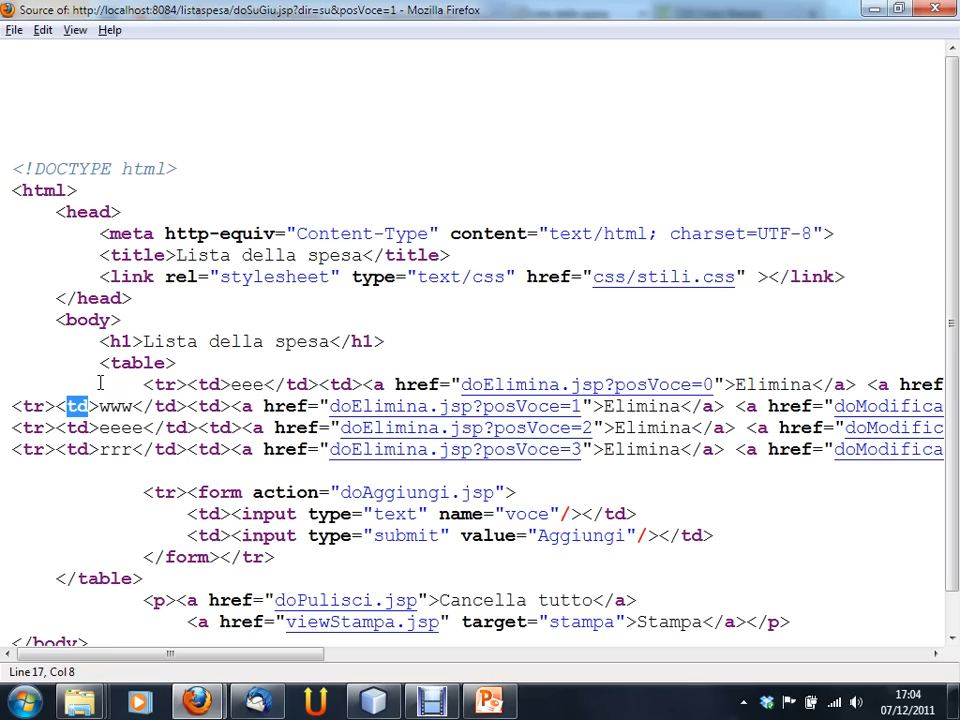 Source of: http://localhost:8084/listaspesa/doSuGiu.jsp?dir=su&posVoce=1 - Mozilla Firefox
File Edit View Help
<!DOCTYPE html>
<html>
<head>
<meta http-equiv="Content-Type" content="text/html; charset=UTF-8">
<title>Lista della spesa</title>
<link rel="stylesheet" type="text/css" href="css/stili.css" ></link>
</head>
<body>
<h1>Lista della spesa</h1>
<table>
<tr><td>eee</td><td><a href="doElimina.jsp?posVoce=0">Elimina</a> <a href
<tr><td>www</td><td><a href="doElimina.jsp?posVoce=1">Elimina</a> <a href="doModifica
<tr><td>eeee</td><td><a href="doElimina.jsp?posVoce=2">Elimina</a> <a href="doModific
<tr><td>rrr</td><td><a href="doElimina.jsp?posVoce=3">Elimina</a> <a href="doModifica
<tr><form action="doAggiungi.jsp">
<td><input type="text" name="voce"/></td>
<td><input type="submit" value="Aggiungi"/></td>
</form></tr>
</table>
<p><a href="doPulisci.jsp">Cancella tutto</a>
<a href="viewStampa.jsp" target="stampa">Stampa</a></p>
</body>
Line 17, Col 8
17:04
07/12/2011